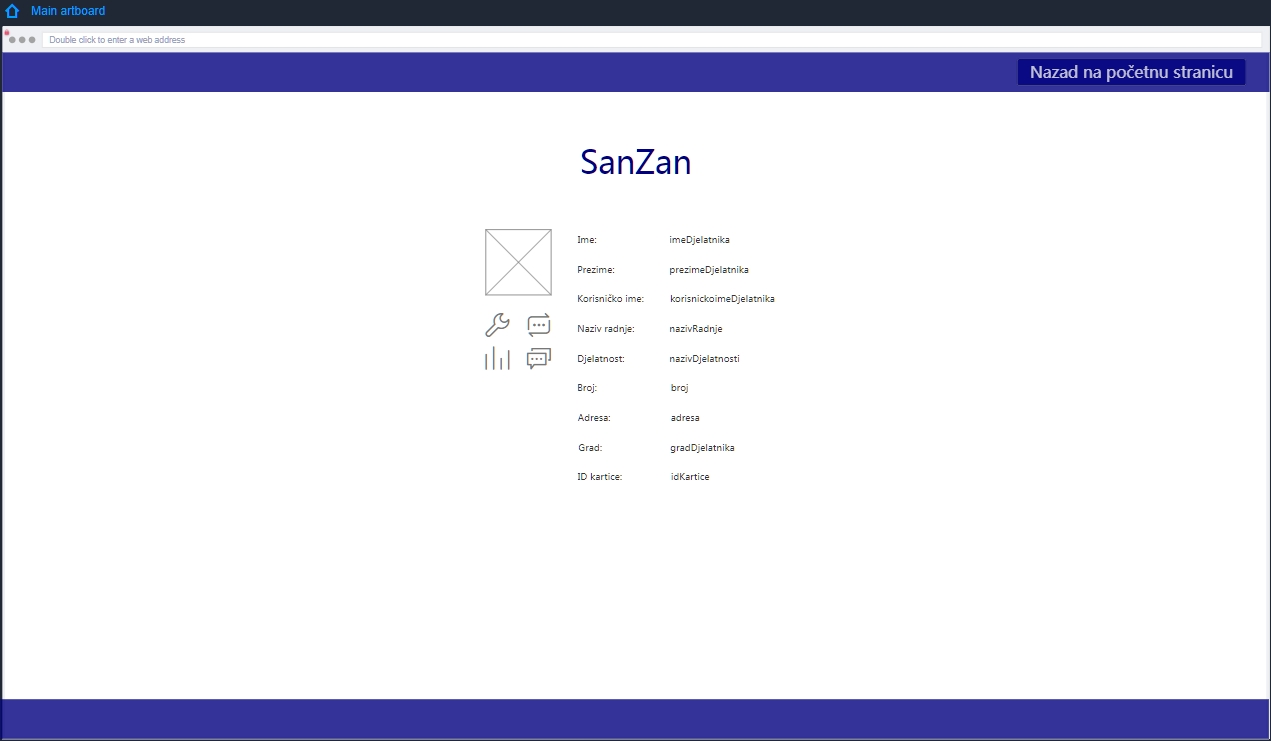 Main artboard
Double click to enter a web address
Nazad na početnu stranicu
SanZan
Ime: imeDjelatnika
Prezime: prezimeDjelatnika
Korisničko ime: korisnickoimeDjelatnika
Naziv radnje: nazivRadnje
Djelatnost: nazivDjelatnosti
Broj: broj
Adresa: adresa
Grad: gradDjelatnika
ID kartice: idKartice